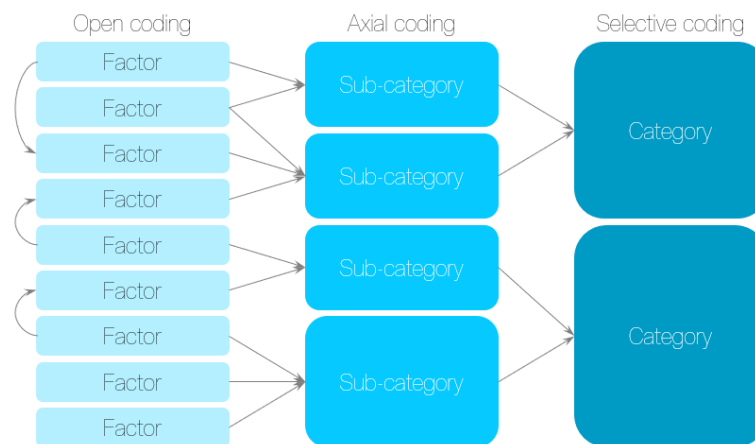 Open coding
Axial coding
Selective coding
Factor
Factor
Factor
Factor
Factor
Factor
Factor
Factor
Factor
Sub-category
Sub-category
Sub-category
Sub-category
Category
Category